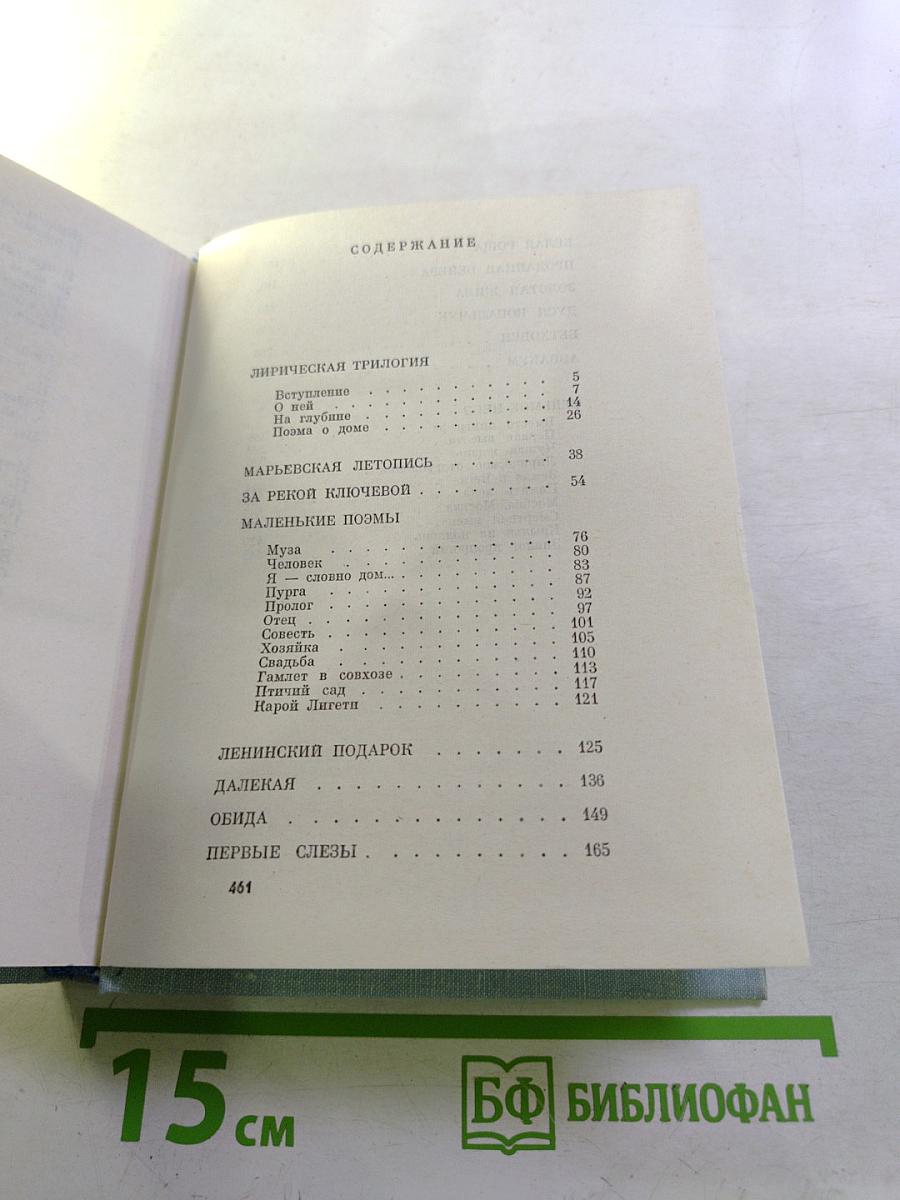 СОДЕРЖАНИЕ
ЛИРИЧЕСКАЯ ТРИЛОГИЯ
Вступление . . . . . . . . . . . 5
О ней . . . . . . . . . . . . 7
На глубине . . . . . . . . . . 14
Поэма о доме . . . . . . . . . . 26
МАРЬЕВСКАЯ ЛЕТОПИСЬ . . . . . . 38
ЗА РЕКОЙ КЛЮЧЕВОЙ . . . . . . . 54
МАЛЕНЬКИЕ ПОЭМЫ
Муза . . . . . . . . . . . . 76
Человек . . . . . . . . . . . 80
Я — словно дом... . . . . . . . . 83
Пурга . . . . . . . . . . . . 87
Пролог . . . . . . . . . . . . 92
Отец . . . . . . . . . . . . . 97
Совесть . . . . . . . . . . . . 101
Хозяйка . . . . . . . . . . . . 105
Свадьба . . . . . . . . . . . . 110
Гамлет в совхозе . . . . . . . . . 113
Птичий сад . . . . . . . . . . . 117
Карой Лигети . . . . . . . . . . 121
ЛЕНИНСКИЙ ПОДАРОК . . . . . . . 125
ДАЛЕКАЯ . . . . . . . . . . . . 136
ОБИДА . . . . . . . . . . . . . 149
ПЕРВЫЕ СЛЕЗЫ . . . . . . . . . . 165
461
15 см
БФ БИБЛИОФАН